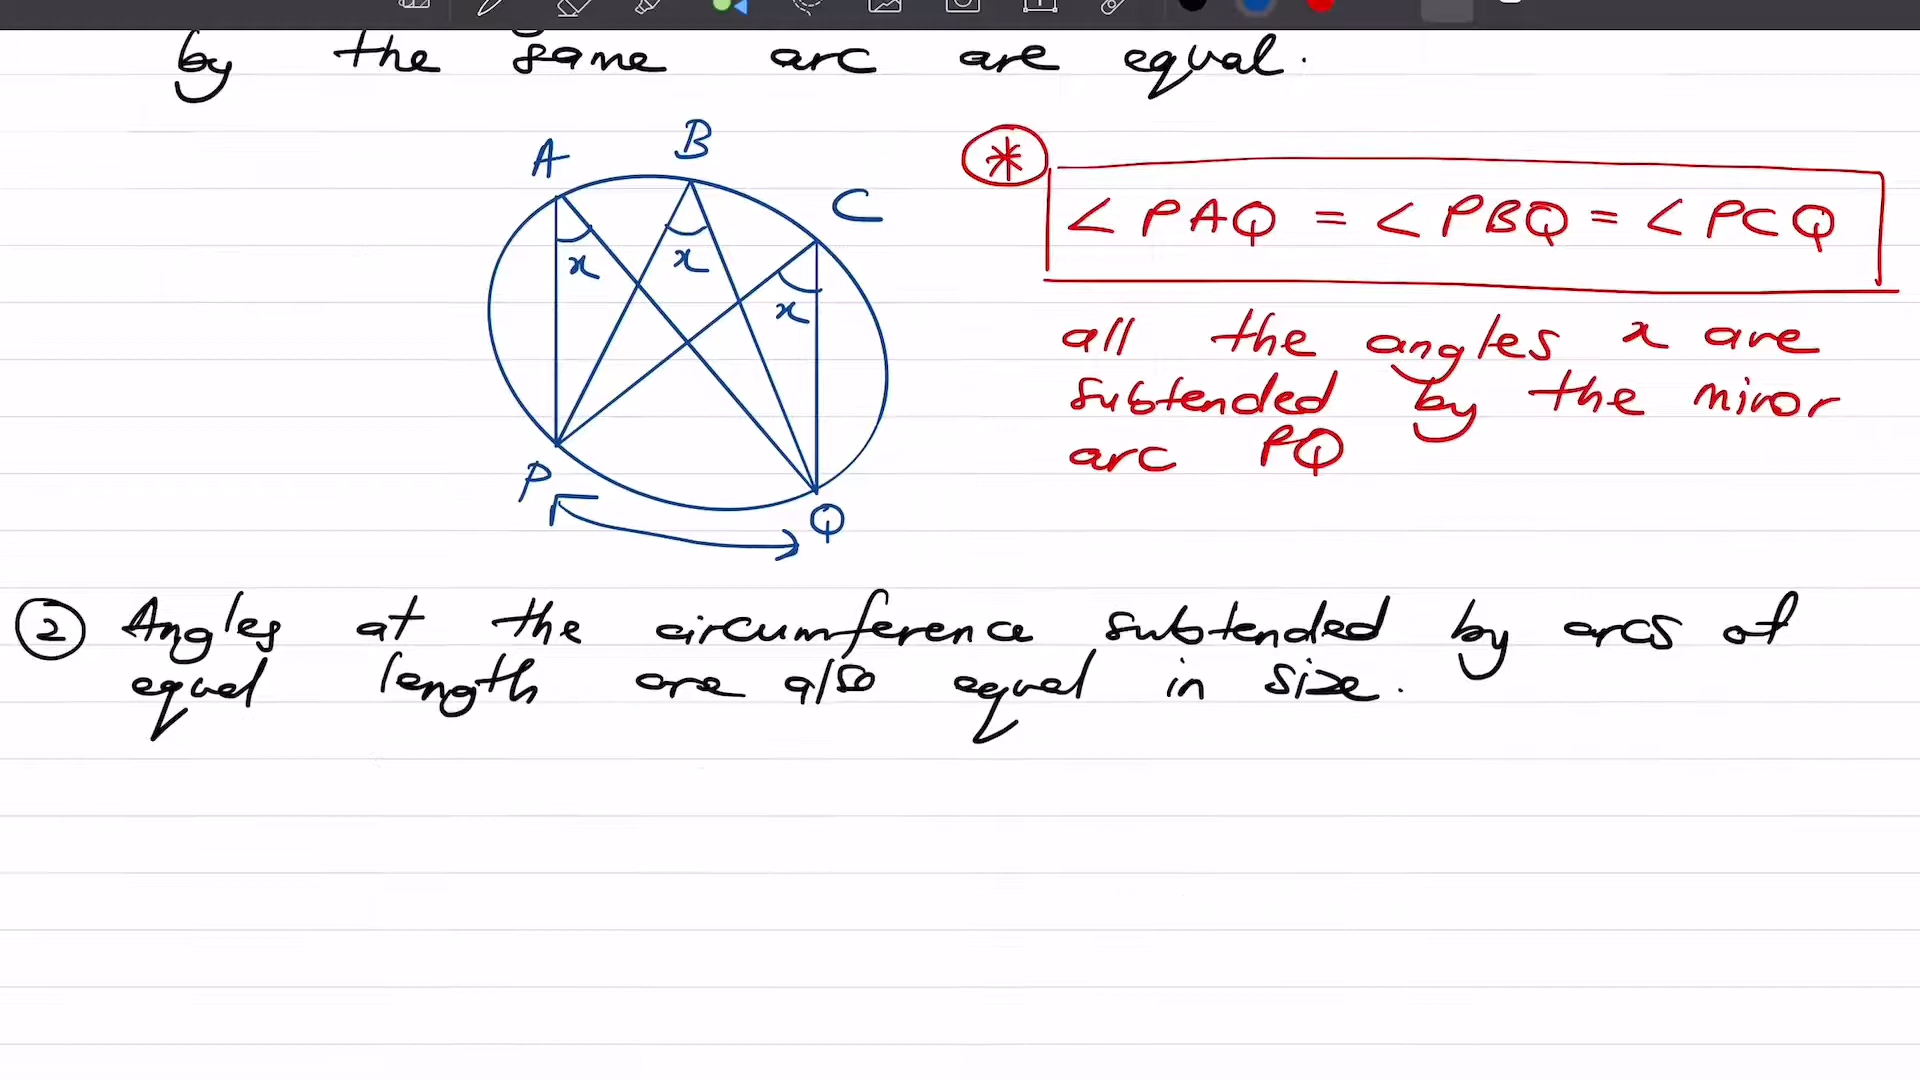 by the same arc are equal.
A
B
C
x
x
x
P
Q
*
∠PAQ = ∠PBQ = ∠PCQ
all the angles x are
subtended by the minor
arc PQ
② Angles at the circumference subtended by arcs of
equal length are also equal in size.